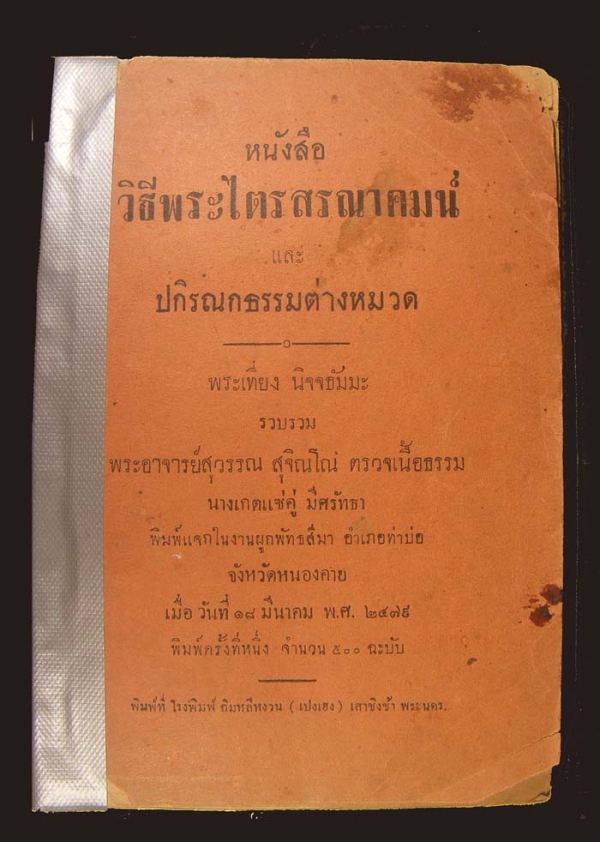 หนังสือ
วิธีพระไตรสรณาคมน์
และ
ปกิรณกธรรมต่างหมวด
พระเที่ยง นิจจธัมมะ
รวบรวม
พระอาจารย์สุวรรณ สุจิณโณ ตรวจเนื้อธรรม
นางเกตแซ่คู่ มีศรัทธา
พิมพ์แจกในงานผูกพัทธสีมา อำเภอท่าบ่อ
จังหวัดหนองคาย
เมื่อ วันที่ ๑๘ มีนาคม พ.ศ. ๒๔๗๙
พิมพ์ครั้งที่หนึ่ง จำนวน ๕๐๐ ฉะบับ
พิมพ์ที่ โรงพิมพ์ ลิมหลีหงวน ( เปงเฮง ) เสาชิงช้า พระนคร.